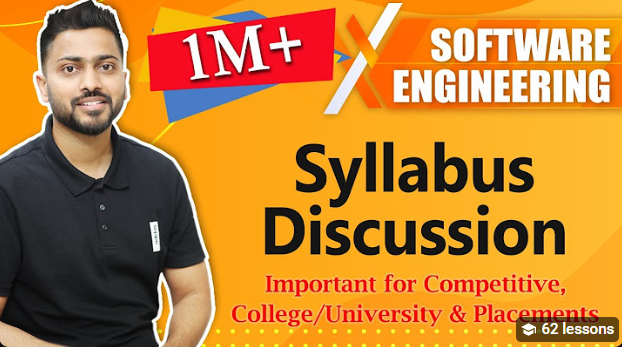 1M+
SOFTWARE
ENGINEERING
Syllabus
Discussion
Important for Competitive,
College/University & Placements
62 lessons